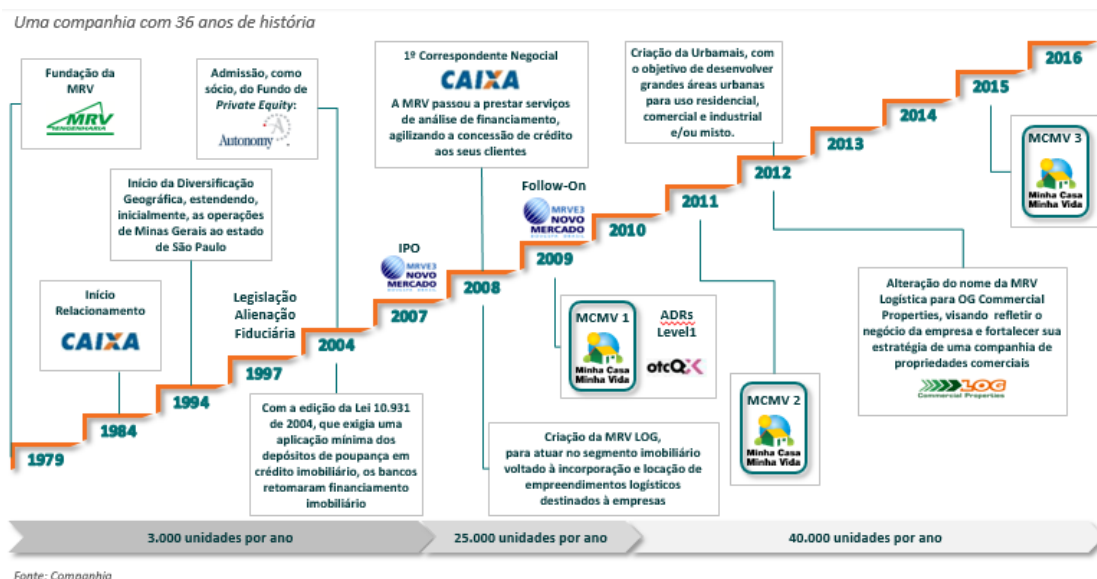 Uma companhia com 36 anos de história
Fundação da
MRV
MRV
ENGENHARIA
Admissão, como
sócio, do Fundo de
Private Equity:
Autonomy
1º Correspondente Negocial
CAIXA
A MRV passou a prestar serviços
de análise de financiamento,
agilizando a concessão de crédito
aos seus clientes
Criação da Urbamais, com
o objetivo de desenvolver
grandes áreas urbanas
para uso residencial,
comercial e industrial
e/ou misto.
Início da Diversificação
Geográfica, estendendo,
inicialmente, as operações
de Minas Gerais ao estado
de São Paulo
Início
Relacionamento
CAIXA
Legislação
Alienação
Fiduciária
IPO
MRVE3
NOVO
MERCADO
Follow-On
MRVE3
NOVO
MERCADO
1979
1984
1994
1997
2004
2007
2008
2009
2010
2011
2012
2013
2014
2015
2016
Com a edição da Lei 10.931
de 2004, que exigia uma
aplicação mínima dos
depósitos de poupança em
crédito imobiliário, os bancos
retomaram financiamento
imobiliário
Criação da MRV LOG,
para atuar no segmento imobiliário
voltado à incorporação e locação de
empreendimentos logísticos
destinados à empresas
MCMV 1
Minha Casa
Minha Vida
ADRs
Level1
otcQX
MCMV 2
Minha Casa
Minha Vida
Alteração do nome da MRV
Logística para OG Commercial
Properties, visando refletir o
negócio da empresa e fortalecer sua
estratégia de uma companhia de
propriedades comerciais
LOG
Commercial Properties
MCMV 3
Minha Casa
Minha Vida
3.000 unidades por ano
25.000 unidades por ano
40.000 unidades por ano
Fonte: Companhia